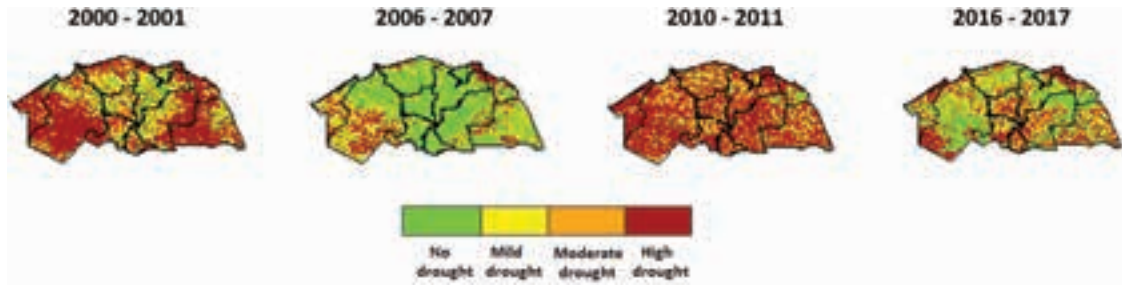 2000 - 2001
2006 - 2007
2010 - 2011
2016 - 2017
No
drought
Mild
drought
Moderate
drought
High
drought